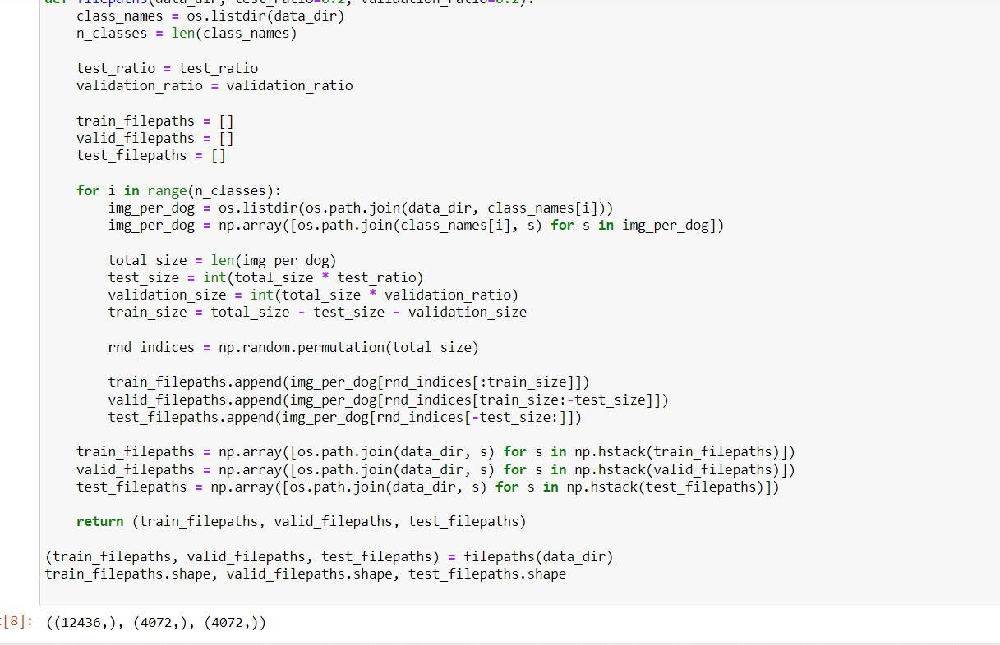 def filepaths(data_dir, test_ratio=0.2, validation_ratio=0.2):
    class_names = os.listdir(data_dir)
    n_classes = len(class_names)

    test_ratio = test_ratio
    validation_ratio = validation_ratio

    train_filepaths = []
    valid_filepaths = []
    test_filepaths = []

    for i in range(n_classes):
        img_per_dog = os.listdir(os.path.join(data_dir, class_names[i]))
        img_per_dog = np.array([os.path.join(class_names[i], s) for s in img_per_dog])

        total_size = len(img_per_dog)
        test_size = int(total_size * test_ratio)
        validation_size = int(total_size * validation_ratio)
        train_size = total_size - test_size - validation_size

        rnd_indices = np.random.permutation(total_size)

        train_filepaths.append(img_per_dog[rnd_indices[:train_size]])
        valid_filepaths.append(img_per_dog[rnd_indices[train_size:-test_size]])
        test_filepaths.append(img_per_dog[rnd_indices[-test_size:]])

    train_filepaths = np.array([os.path.join(data_dir, s) for s in np.hstack(train_filepaths)])
    valid_filepaths = np.array([os.path.join(data_dir, s) for s in np.hstack(valid_filepaths)])
    test_filepaths = np.array([os.path.join(data_dir, s) for s in np.hstack(test_filepaths)])

    return (train_filepaths, valid_filepaths, test_filepaths)

(train_filepaths, valid_filepaths, test_filepaths) = filepaths(data_dir)
train_filepaths.shape, valid_filepaths.shape, test_filepaths.shape

[8]: ((12436,), (4072,), (4072,))